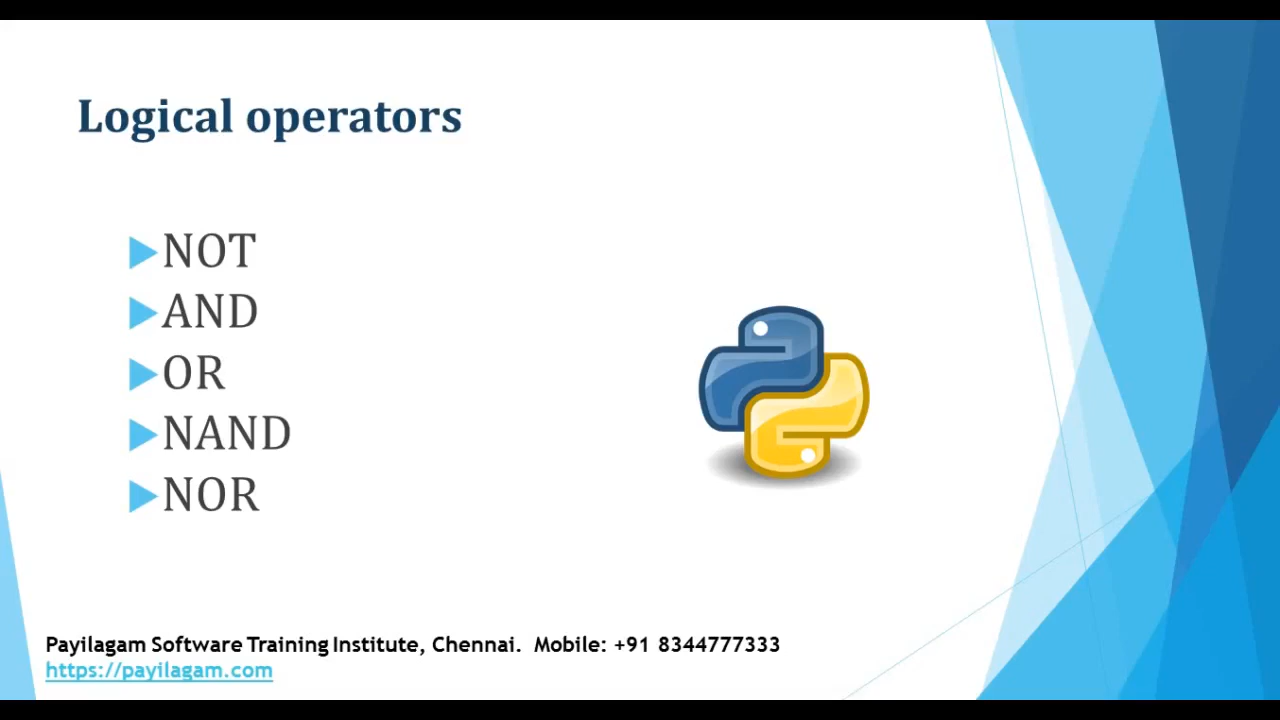 Logical operators
NOT
AND
OR
NAND
NOR
Payilagam Software Training Institute, Chennai.  Mobile: +91 8344777333
https://payilagam.com